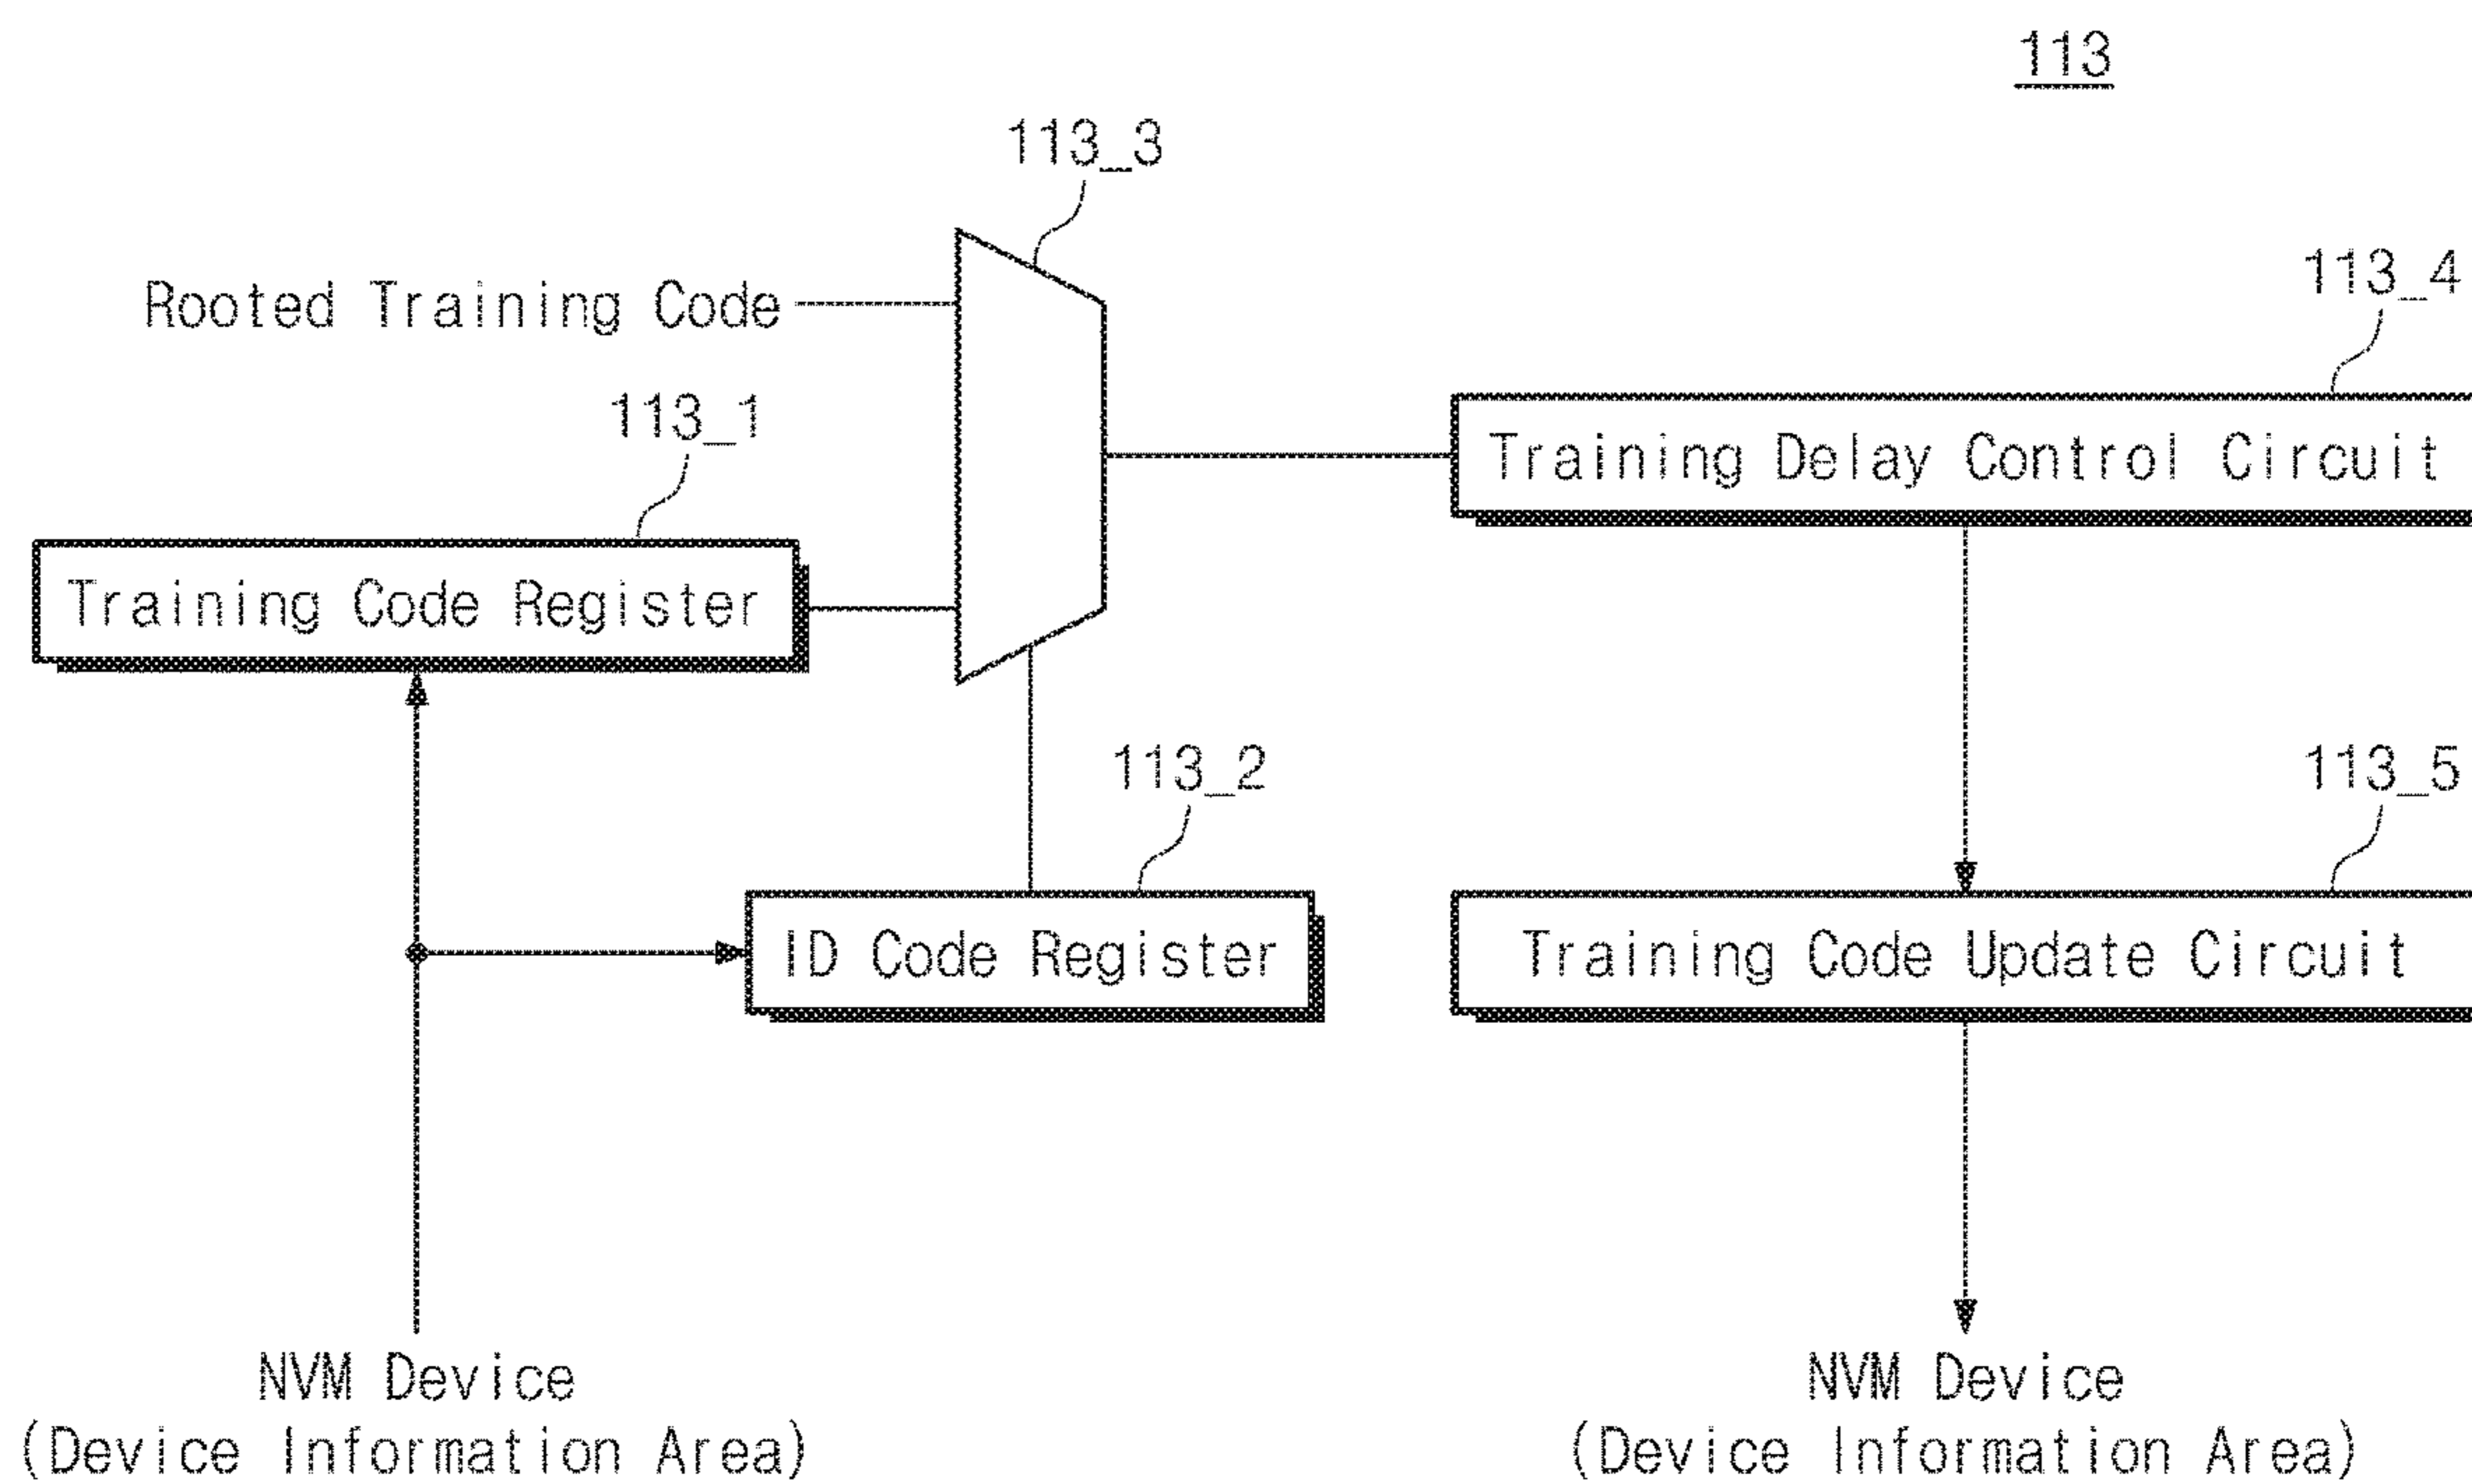 113
113_3
Rooted Training Code
113_4
113_1
Training Delay Control Circuit
Training Code Register
113_2
113_5
ID Code Register
Training Code Update Circuit
NVM Device
(Device Information Area)
NVM Device
(Device Information Area)